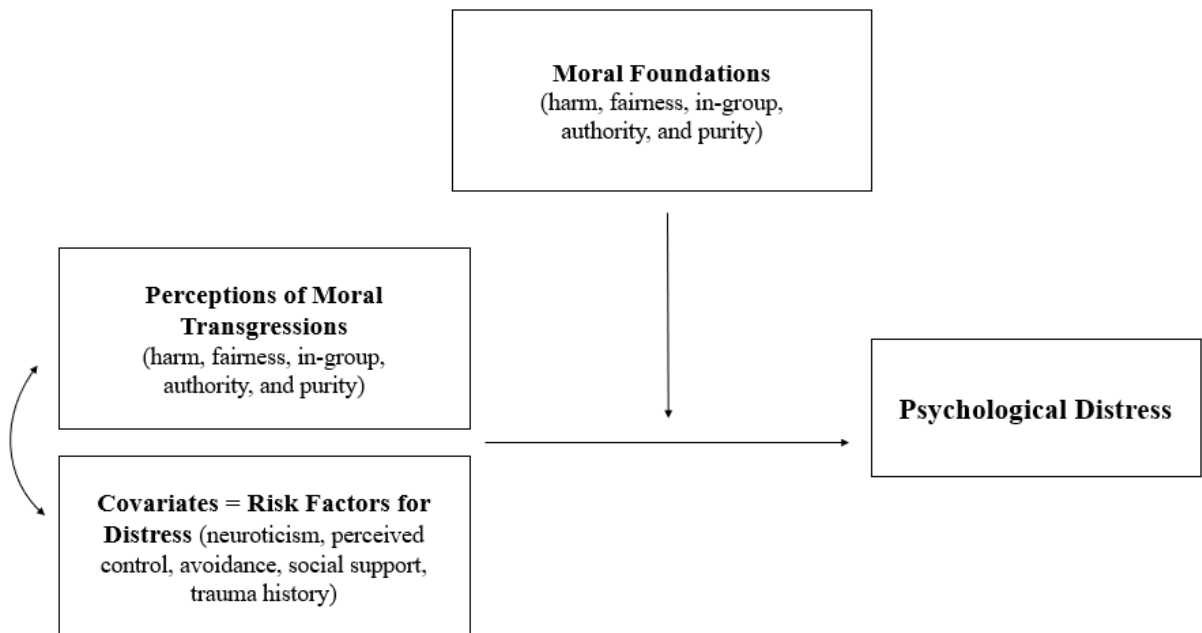 Moral Foundations
(harm, fairness, in-group,
authority, and purity)
Perceptions of Moral
Transgressions
(harm, fairness, in-group,
authority, and purity)
Psychological Distress
Covariates = Risk Factors for
Distress (neuroticism, perceived
control, avoidance, social support,
trauma history)